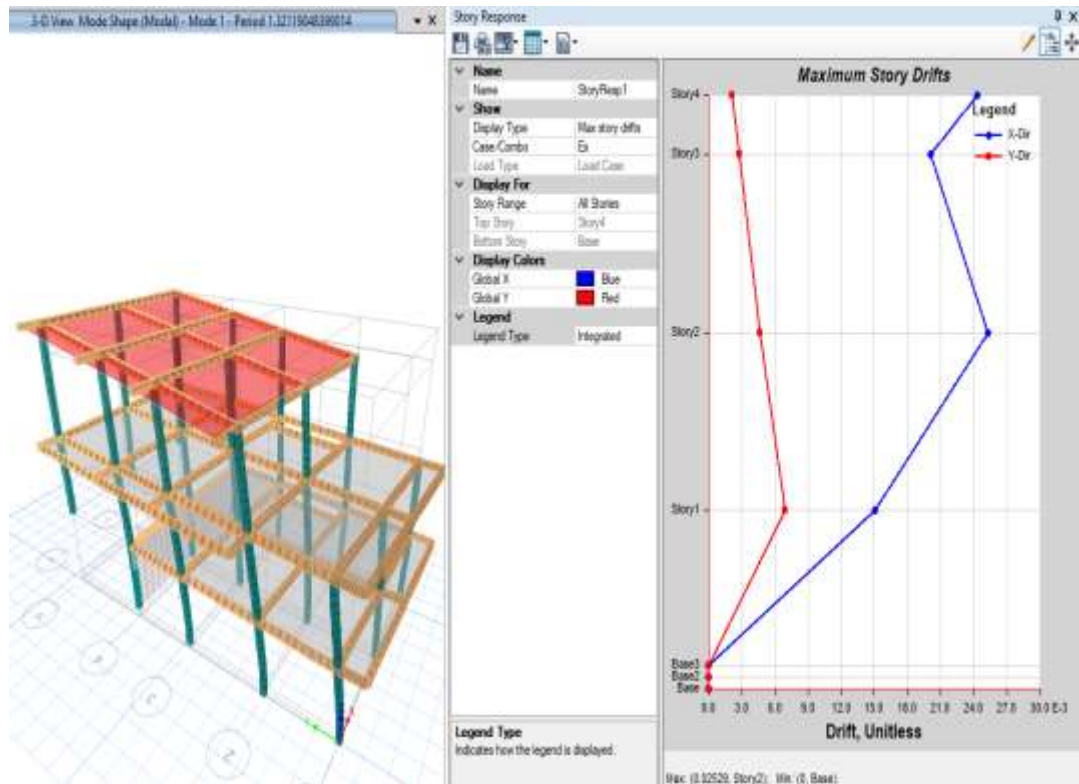 3-D View Mode Shape (Modal) - Mode 1 - Period 1.32119048399014
Story Response
Name
Name StoryResp1
Show
Display Type Max story drifts
Case/Combo Ex
Load Type Load Case
Display For
Story Range All Stories
Top Story Story4
Bottom Story Base
Display Colors
Global X Blue
Global Y Red
Legend
Legend Type Integrated
Legend Type
Indicates how the legend is displayed.
Maximum Story Drifts
Legend
X-Dir
Y-Dir
Story4
Story3
Story2
Story1
Base3
Base2
Base
0.0 3.0 6.0 9.0 12.0 15.0 18.0 21.0 24.0 27.0 30.0 E-3
Drift, Unitless
Max: (0.02529, Story2); Min: (0, Base)